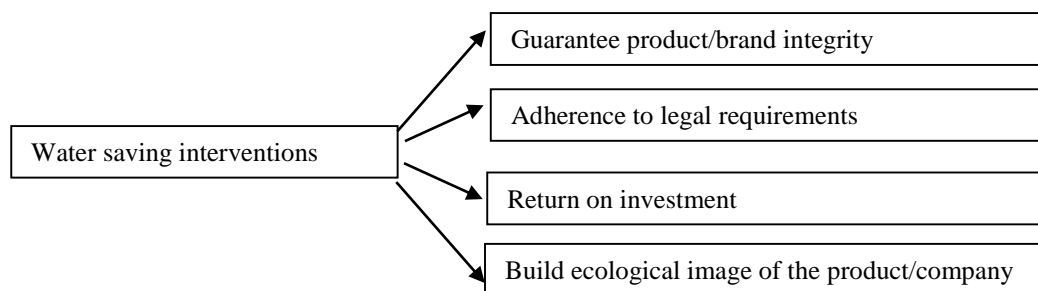 Guarantee product/brand integrity
Adherence to legal requirements
Water saving interventions
Return on investment
Build ecological image of the product/company